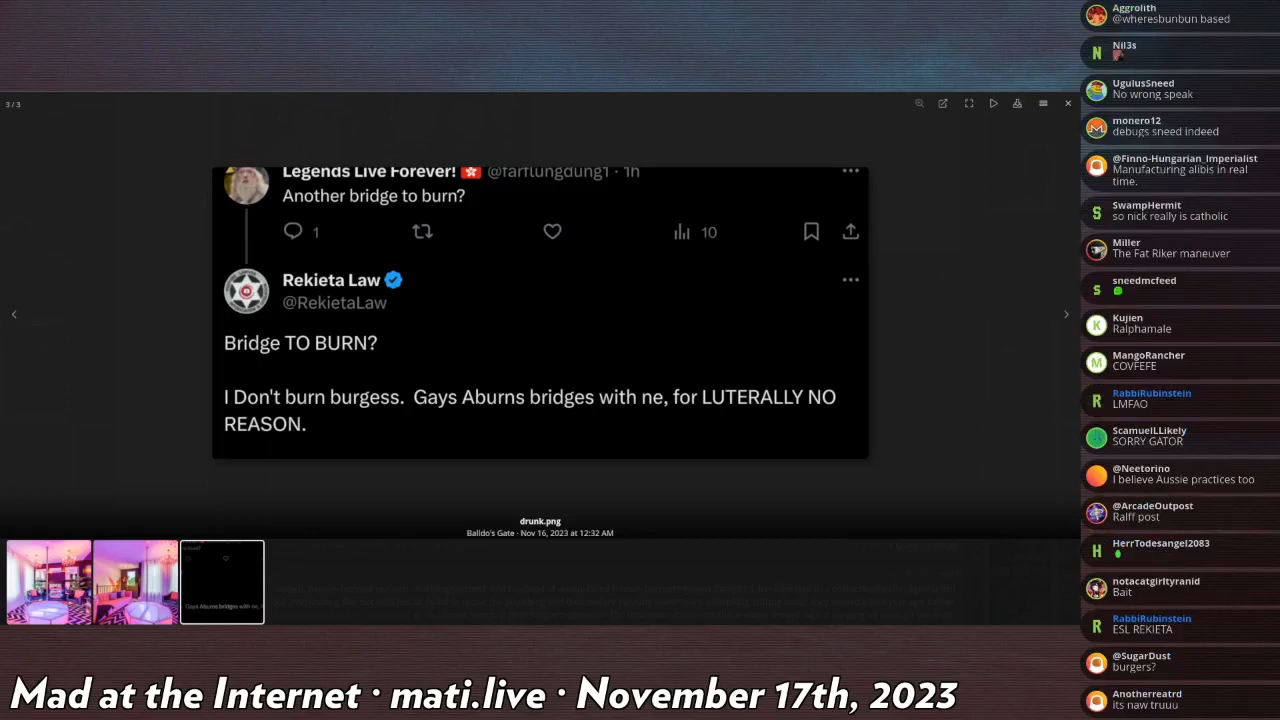 3 / 3
Legends Live Forever! @farflungdung1 · 1h
Another bridge to burn?
1
10
Rekieta Law
@RekietaLaw
Bridge TO BURN?
I Don't burn burgess. Gays Aburns bridges with ne, for LUTERALLY NO
REASON.
drunk.png
Balldo's Gate · Nov 16, 2023 at 12:32 AM
Gays Aburns bridges with ne,
Mad at the Internet · mati.live · November 17th, 2023
Aggrolith
@wheresbunbun based
Nil3s
UgulusSneed
No wrong speak
monero12
debugs sneed indeed
@Finno-Hungarian_Imperialist
Manufacturing alibis in real
time.
SwampHermit
so nick really is catholic
Miller
The Fat Riker maneuver
sneedmcfeed
Kujien
Ralphamale
MangoRancher
COVFEFE
RabbiRubinstein
LMFAO
ScamuelLLikely
SORRY GATOR
@Neetorino
I believe Aussie practices too
@ArcadeOutpost
Ralff post
HerrTodesangel2083
notacatgirltyranid
Bait
RabbiRubinstein
ESL REKIETA
@SugarDust
burgers?
Anotherreatrd
its naw truuu